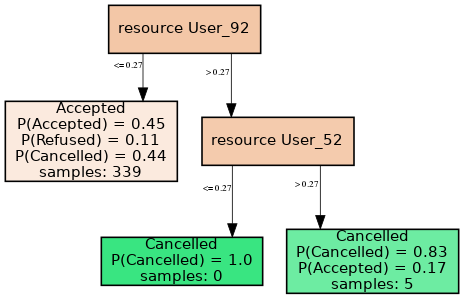 resource User_92
<=0.27
>0.27
Accepted
P(Accepted) = 0.45
P(Refused) = 0.11
P(Cancelled) = 0.44
samples: 339
resource User_52
<=0.27
>0.27
Cancelled
P(Cancelled) = 1.0
samples: 0
Cancelled
P(Cancelled) = 0.83
P(Accepted) = 0.17
samples: 5